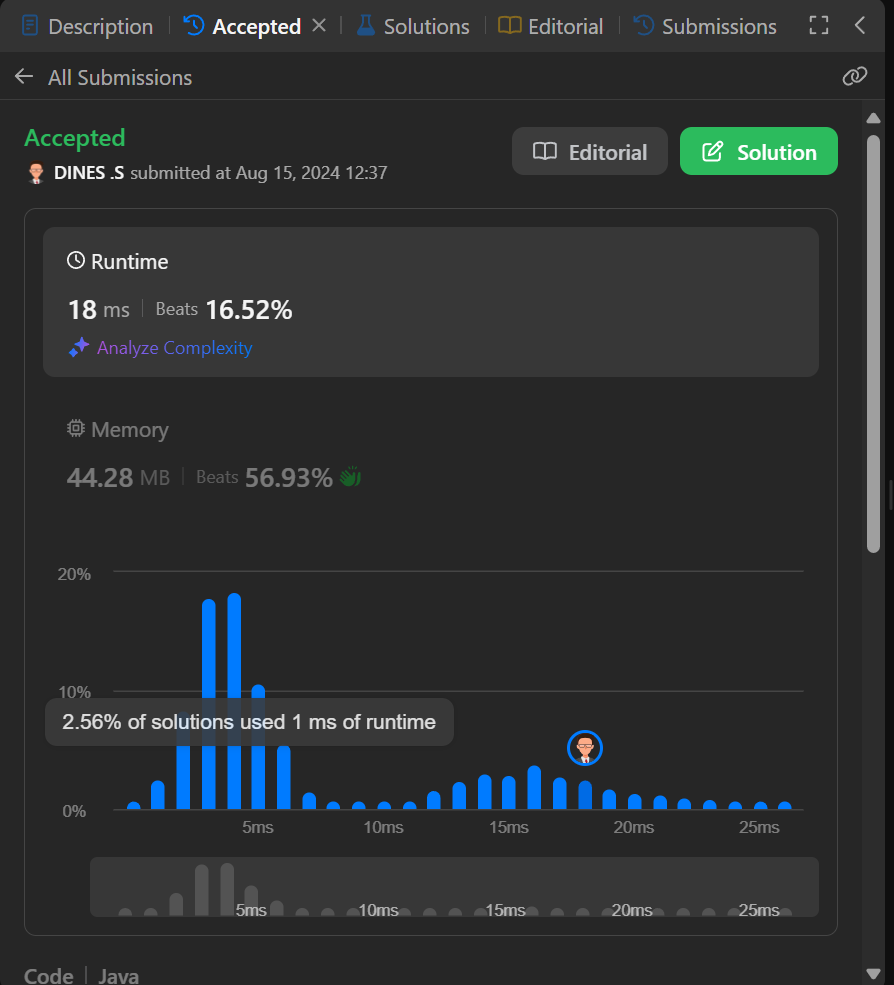 Description Accepted Solutions Editorial Submissions
All Submissions
Accepted
DINES .S submitted at Aug 15, 2024 12:37
Editorial
Solution
Runtime
18 ms Beats 16.52%
Analyze Complexity
Memory
44.28 MB Beats 56.93%
20%
10%
2.56% of solutions used 1 ms of runtime
0%
5ms 10ms 15ms 20ms 25ms
5ms 10ms 15ms 20ms 25ms
Code Java